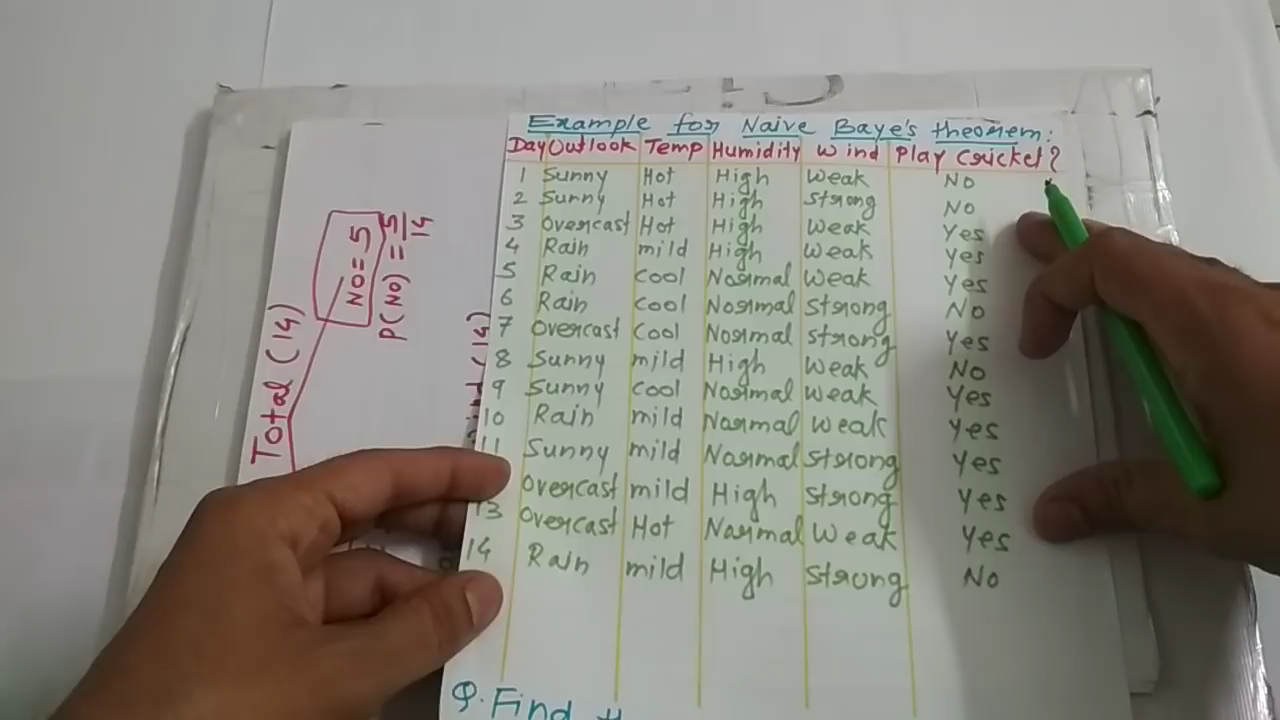 Example for Naive Baye's theorem:
Day Outlook Temp Humidity Wind Play Cricket?
1 Sunny Hot High Weak No
2 Sunny Hot High Strong No
3 Overcast Hot High Weak Yes
4 Rain mild High Weak Yes
5 Rain Cool Normal Weak Yes
6 Rain Cool Normal Strong No
7 Overcast Cool Normal Strong Yes
8 Sunny mild High Weak No
9 Sunny Cool Normal Weak Yes
10 Rain mild Normal Weak Yes
11 Sunny mild Normal Strong Yes
Overcast mild High Strong Yes
13 Overcast Hot Normal Weak Yes
14 Rain mild High Strong No
Q. Find
Total (14)
NO = 5
P(NO) = 5/14
(14)